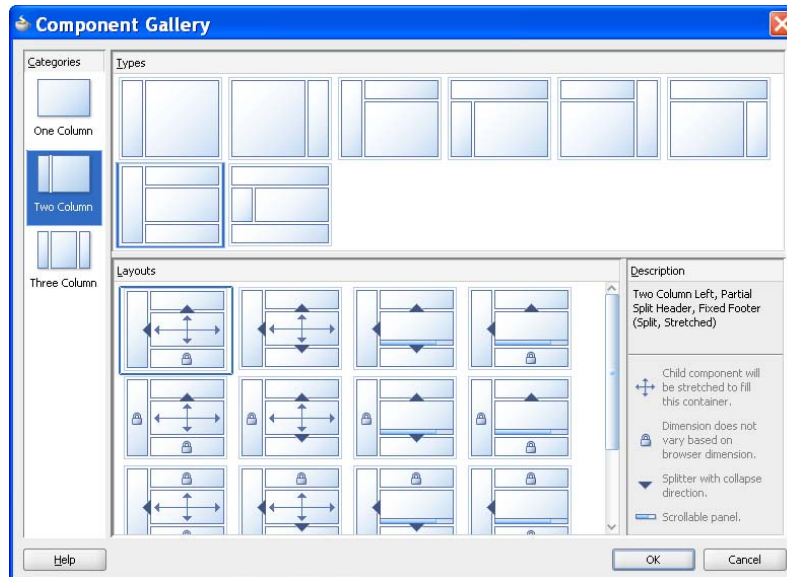 Component Gallery
Categories
One Column
Two Column
Three Column
Types
Layouts
Description
Two Column Left, Partial
Split Header, Fixed Footer
(Split, Stretched)
Child component will
be stretched to fill
this container.
Dimension does not
vary based on
browser dimension.
Splitter with collapse
direction.
Scrollable panel.
Help
OK
Cancel